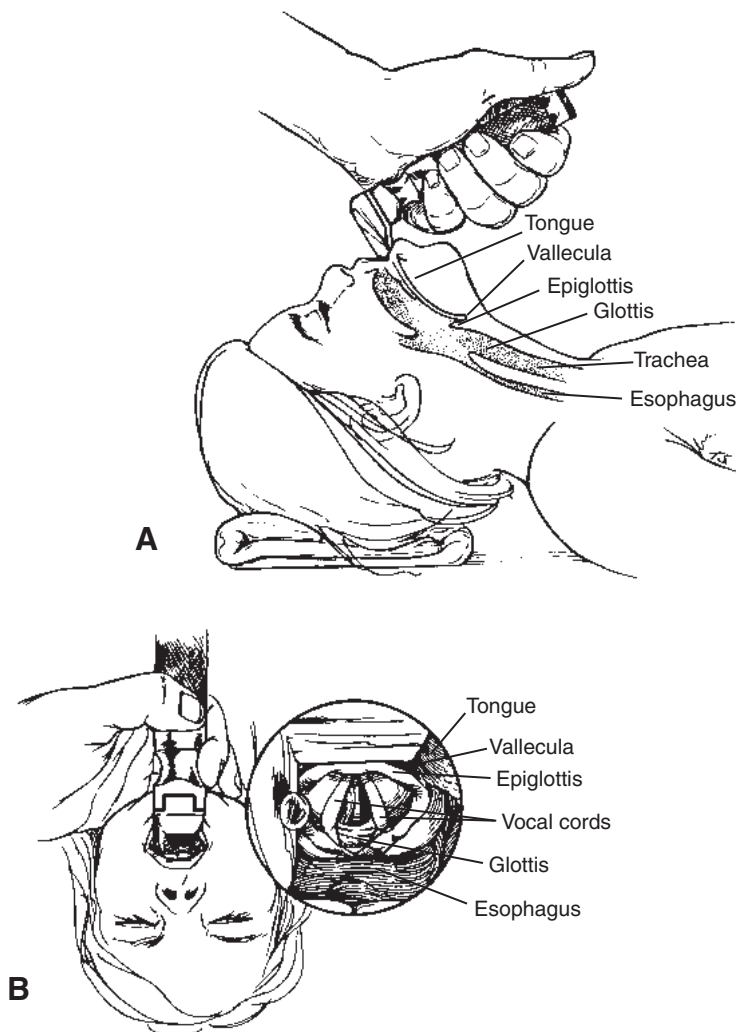 Tongue
Vallecula
Epiglottis
Glottis
Trachea
Esophagus
A
Tongue
Vallecula
Epiglottis
Vocal cords
Glottis
Esophagus
B